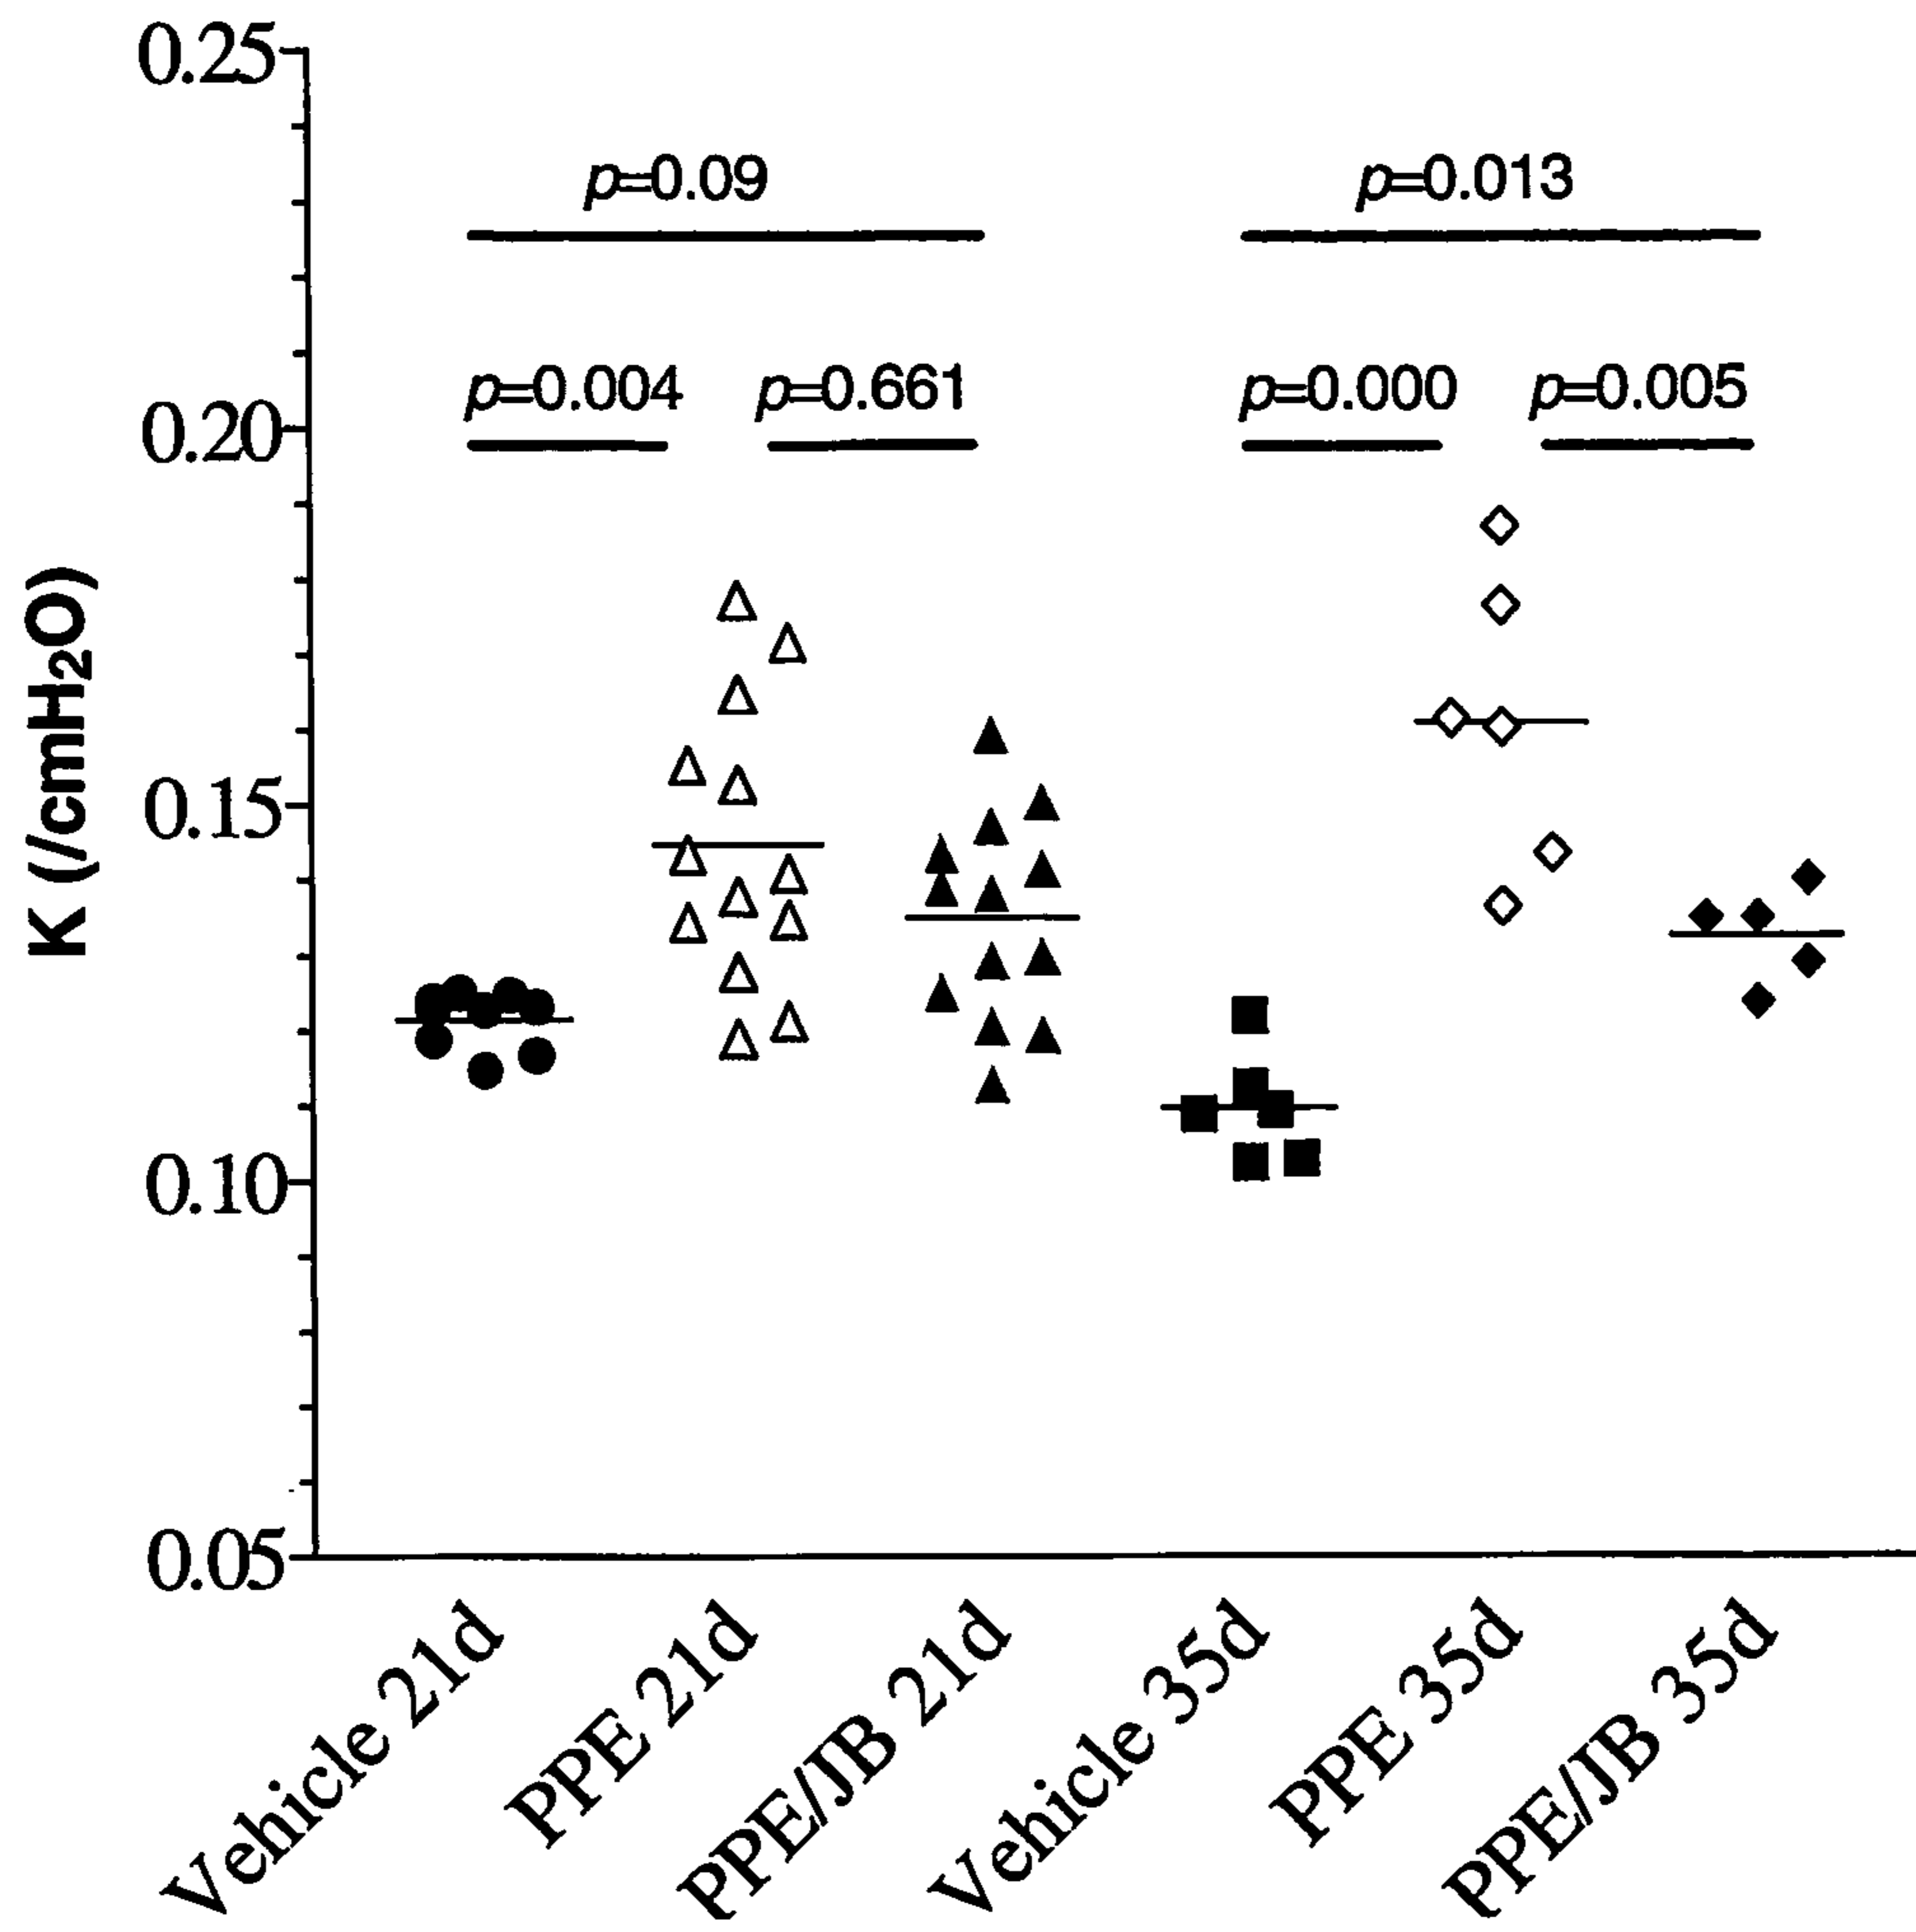 0.25
p=0.09
p=0.013
p=0.004
p=0.661
p=0.000
p=0.005
0.20
K (/cmH2O)
0.15
0.10
0.05
Vehicle 21d
PPE 21d
PPE/JB 21d
Vehicle 35d
PPE 35d
PPE/JB 35d